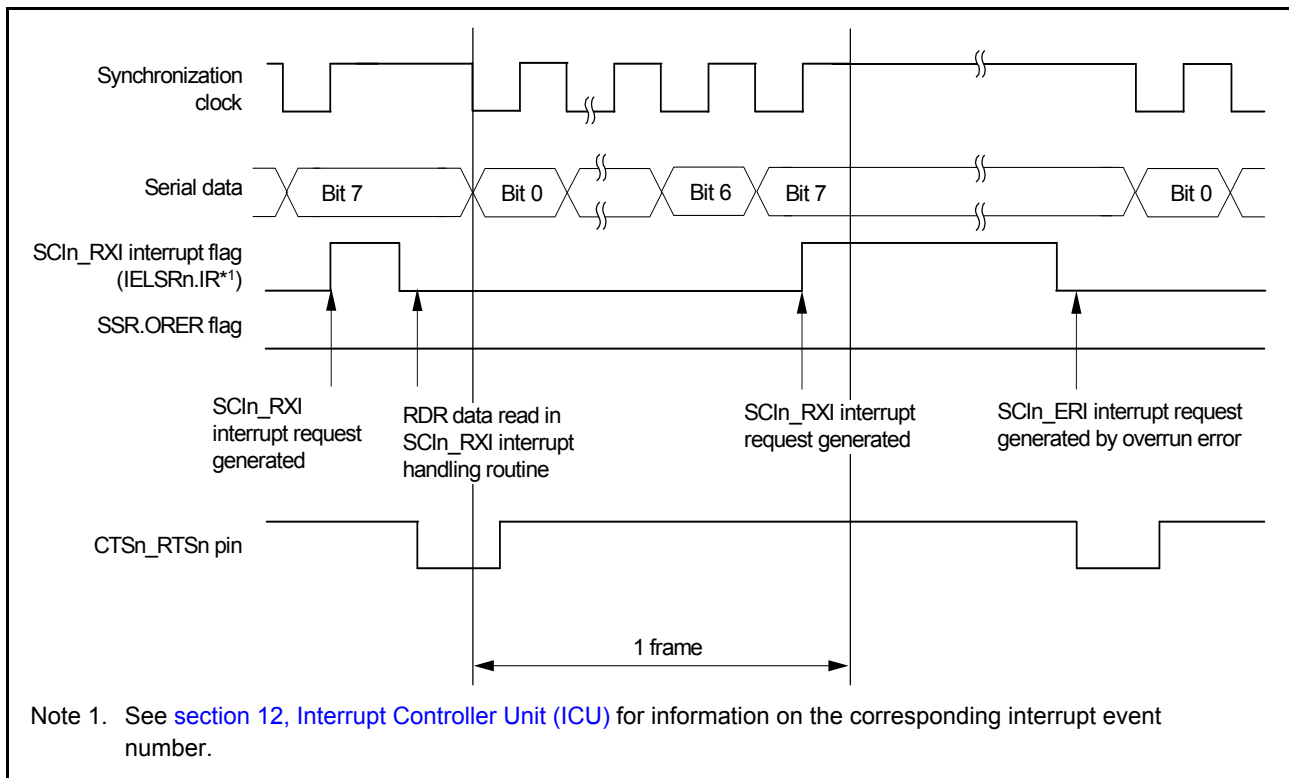 Synchronization
clock
Serial data
Bit 7
Bit 0
Bit 6
Bit 7
Bit 0
SCIn_RXI interrupt flag
(IELSRn.IR*1)
SSR.ORER flag
SCIn_RXI
interrupt request
generated
RDR data read in
SCIn_RXI interrupt
handling routine
SCIn_RXI interrupt
request generated
SCIn_ERI interrupt request
generated by overrun error
CTSn_RTSn pin
1 frame
Note 1. See section 12, Interrupt Controller Unit (ICU) for information on the corresponding interrupt event
number.